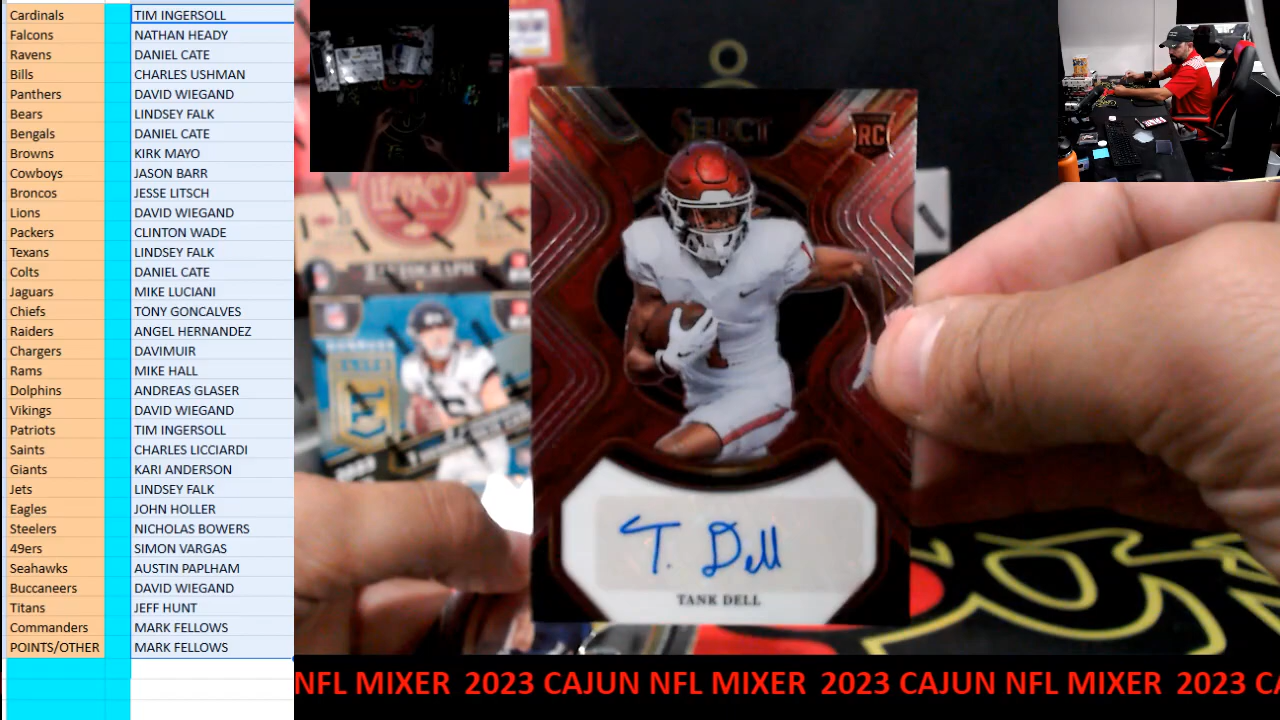 Cardinals TIM INGERSOLL
Falcons NATHAN HEADY
Ravens DANIEL CATE
Bills CHARLES USHMAN
Panthers DAVID WIEGAND
Bears LINDSEY FALK
Bengals DANIEL CATE
Browns KIRK MAYO
Cowboys JASON BARR
Broncos JESSE LITSCH
Lions DAVID WIEGAND
Packers CLINTON WADE
Texans LINDSEY FALK
Colts DANIEL CATE
Jaguars MIKE LUCIANI
Chiefs TONY GONCALVES
Raiders ANGEL HERNANDEZ
Chargers DAVIMUIR
Rams MIKE HALL
Dolphins ANDREAS GLASER
Vikings DAVID WIEGAND
Patriots TIM INGERSOLL
Saints CHARLES LICCIARDI
Giants KARI ANDERSON
Jets LINDSEY FALK
Eagles JOHN HOLLER
Steelers NICHOLAS BOWERS
49ers SIMON VARGAS
Seahawks AUSTIN PAPLHAM
Buccaneers DAVID WIEGAND
Titans JEFF HUNT
Commanders MARK FELLOWS
POINTS/OTHER MARK FELLOWS
SELECT
RC
LEGACY
1
T. Dell
TANK DELL
NFL MIXER 2023 CAJUN NFL MIXER 2023 CAJUN NFL MIXER 2023 CA